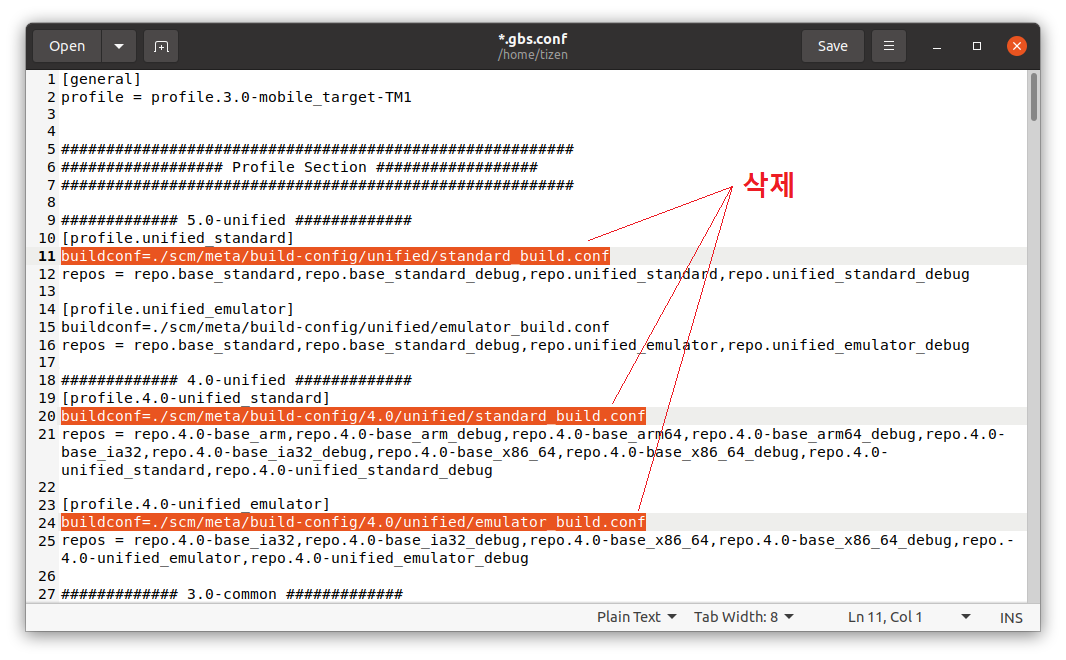 Open
*.gbs.conf
/home/tizen
Save
1 [general]
2 profile = profile.3.0-mobile_target-TM1
3
4
5 #########################################################
6 ################## Profile Section ##################
7 #########################################################
8
9 ############# 5.0-unified #############
10 [profile.unified_standard]
11 buildconf=./scm/meta/build-config/unified/standard_build.conf
12 repos = repo.base_standard,repo.base_standard_debug,repo.unified_standard,repo.unified_standard_debug
13
14 [profile.unified_emulator]
15 buildconf=./scm/meta/build-config/unified/emulator_build.conf
16 repos = repo.base_standard,repo.base_standard_debug,repo.unified_emulator,repo.unified_emulator_debug
17
18 ############# 4.0-unified #############
19 [profile.4.0-unified_standard]
20 buildconf=./scm/meta/build-config/4.0/unified/standard_build.conf
21 repos = repo.4.0-base_arm,repo.4.0-base_arm_debug,repo.4.0-base_arm64,repo.4.0-base_arm64_debug,repo.4.0-
base_ia32,repo.4.0-base_ia32_debug,repo.4.0-base_x86_64,repo.4.0-base_x86_64_debug,repo.4.0-
unified_standard,repo.4.0-unified_standard_debug
22
23 [profile.4.0-unified_emulator]
24 buildconf=./scm/meta/build-config/4.0/unified/emulator_build.conf
25 repos = repo.4.0-base_ia32,repo.4.0-base_ia32_debug,repo.4.0-base_x86_64,repo.4.0-base_x86_64_debug,repo.-
4.0-unified_emulator,repo.4.0-unified_emulator_debug
26
27 ############# 3.0-common #############
삭제
Plain Text
Tab Width: 8
Ln 11, Col 1
INS